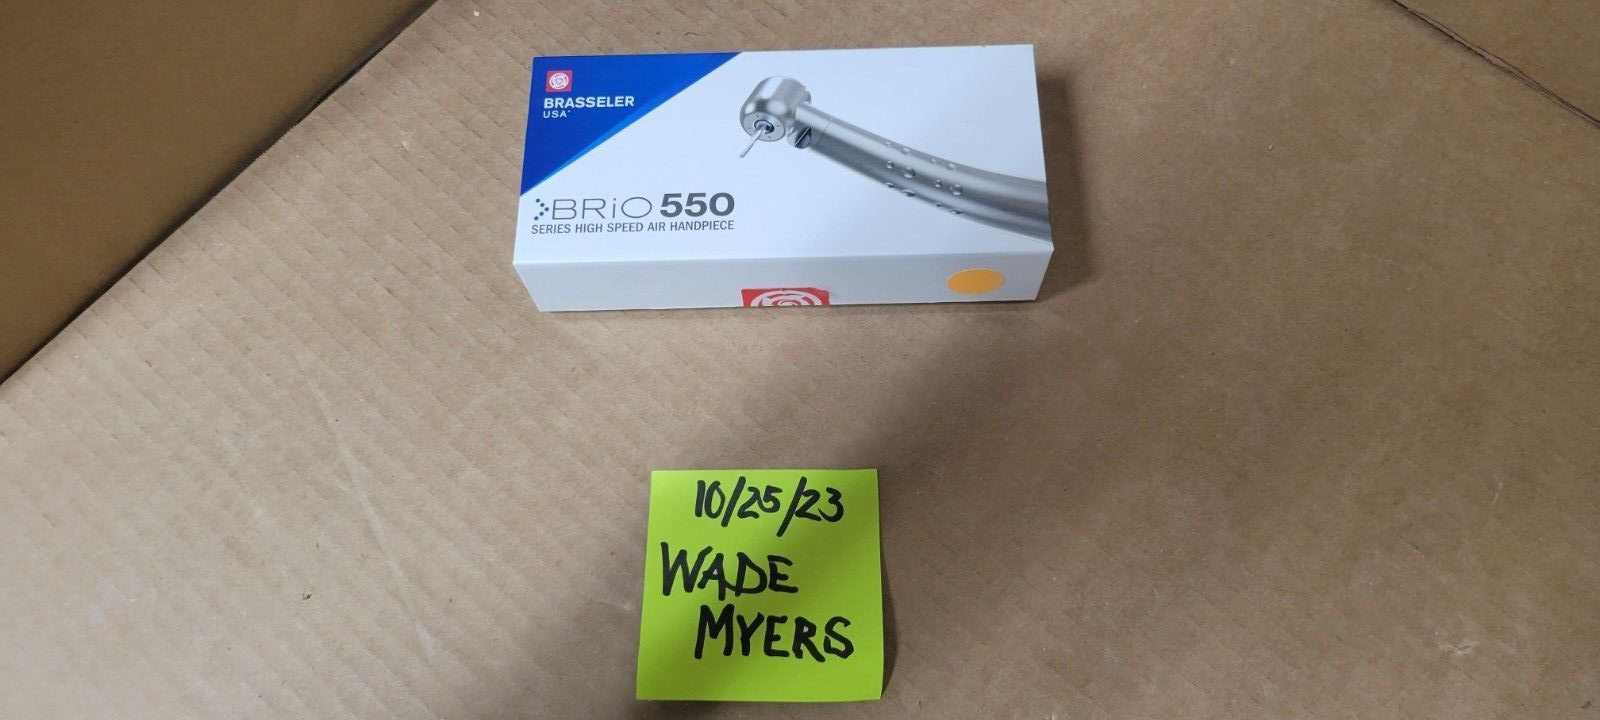 BRASSELER
USA
BRiO 550
SERIES HIGH SPEED AIR HANDPIECE
10/25/23
WADE
MYERS